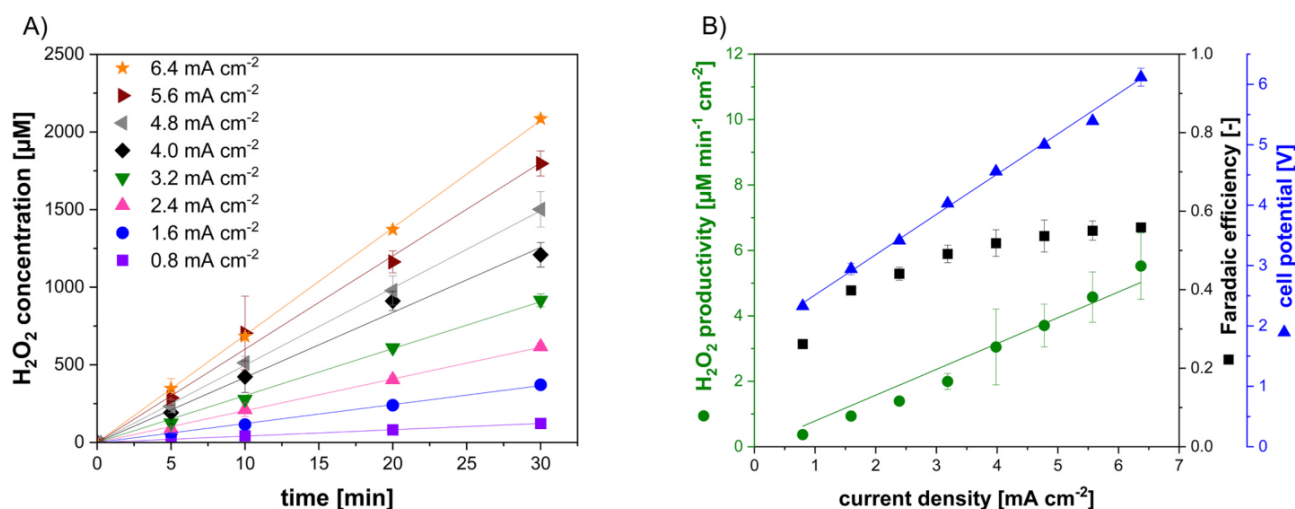 A)
H₂O₂ concentration [µM]
2500
2000
1500
1000
500
0
6.4 mA cm⁻²
5.6 mA cm⁻²
4.8 mA cm⁻²
4.0 mA cm⁻²
3.2 mA cm⁻²
2.4 mA cm⁻²
1.6 mA cm⁻²
0.8 mA cm⁻²
0 5 10 15 20 25 30
time [min]
B)
H₂O₂ productivity [µM min⁻¹ cm⁻²]
12
10
8
6
4
2
0
0 1 2 3 4 5 6 7
current density [mA cm⁻²]
1.0
0.8
0.6
0.4
0.2
0.0
Faradaic efficiency [-]
6
5
4
3
2
1
0
cell potential [V]